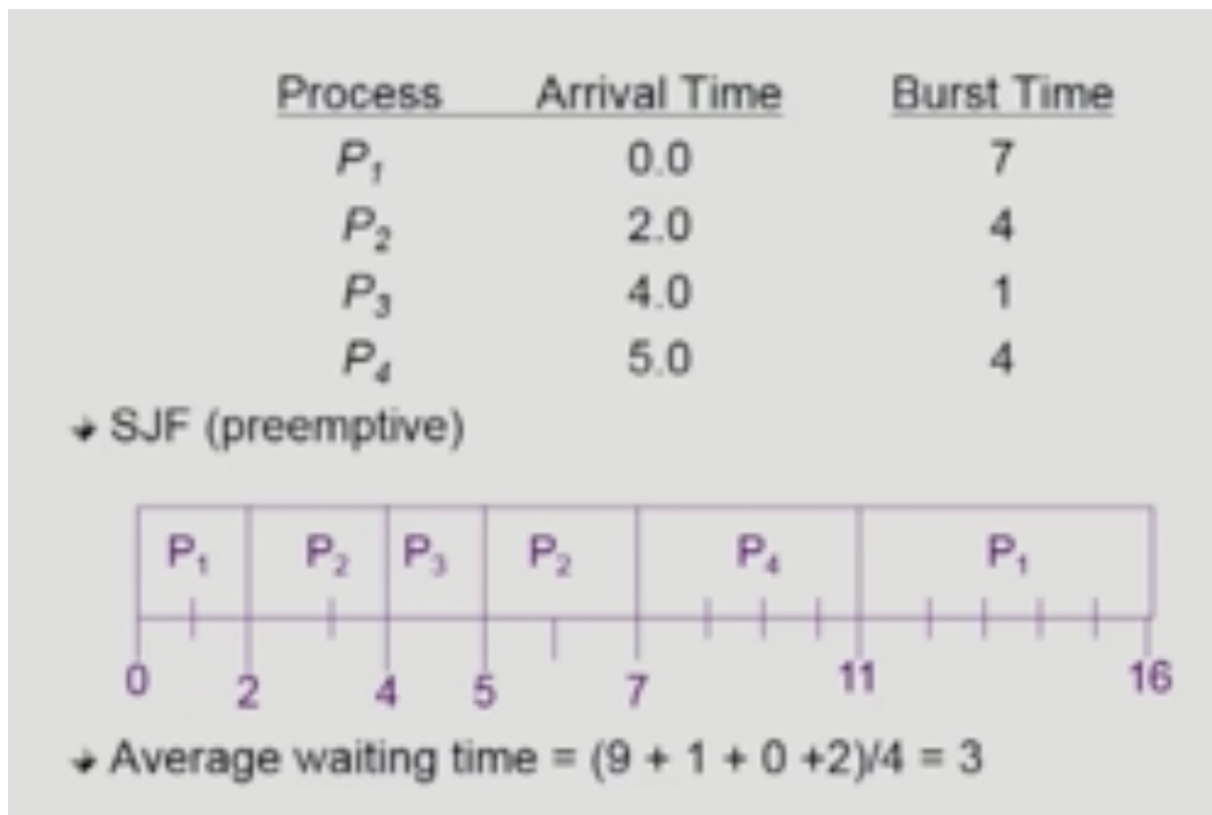 Process Arrival Time Burst Time
P₁ 0.0 7
P₂ 2.0 4
P₃ 4.0 1
P₄ 5.0 4
SJF (preemptive)
P₁ P₂ P₃ P₂ P₄ P₁
0 2 4 5 7 11 16
Average waiting time = (9 + 1 + 0 +2)/4 = 3